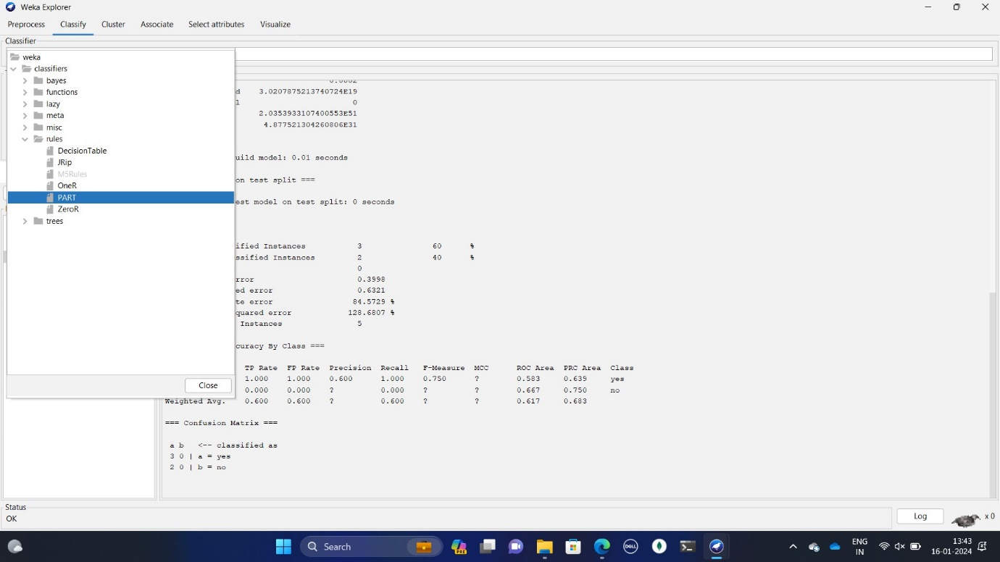 Weka Explorer
Preprocess Classify Cluster Associate Select attributes Visualize
Classifier
weka
classifiers
bayes
functions
lazy
meta
misc
rules
DecisionTable
JRip
M5Rules
OneR
PART
ZeroR
trees
Close
d 3.0207875213740724E19
l 0
2.0353933107400553E51
4.877521304260806E31
uild model: 0.01 seconds
on test split ===
est model on test split: 0 seconds
ified Instances 3 60 %
ssified Instances 2 40 %
0
rror 0.3998
ed error 0.6321
te error 84.5729 %
quared error 128.6807 %
Instances 5
curacy By Class ===
TP Rate FP Rate Precision Recall F-Measure MCC ROC Area PRC Area Class
1.000 1.000 0.600 1.000 0.750 ? 0.583 0.639 yes
0.000 0.000 ? 0.000 ? ? 0.667 0.750 no
Weighted Avg. 0.600 0.600 ? 0.600 ? ? 0.617 0.683
=== Confusion Matrix ===
a b <-- classified as
3 0 | a = yes
2 0 | b = no
Status
OK
Log
x 0
Search
PRE
DELL
ENG
IN
13:43
16-01-2024